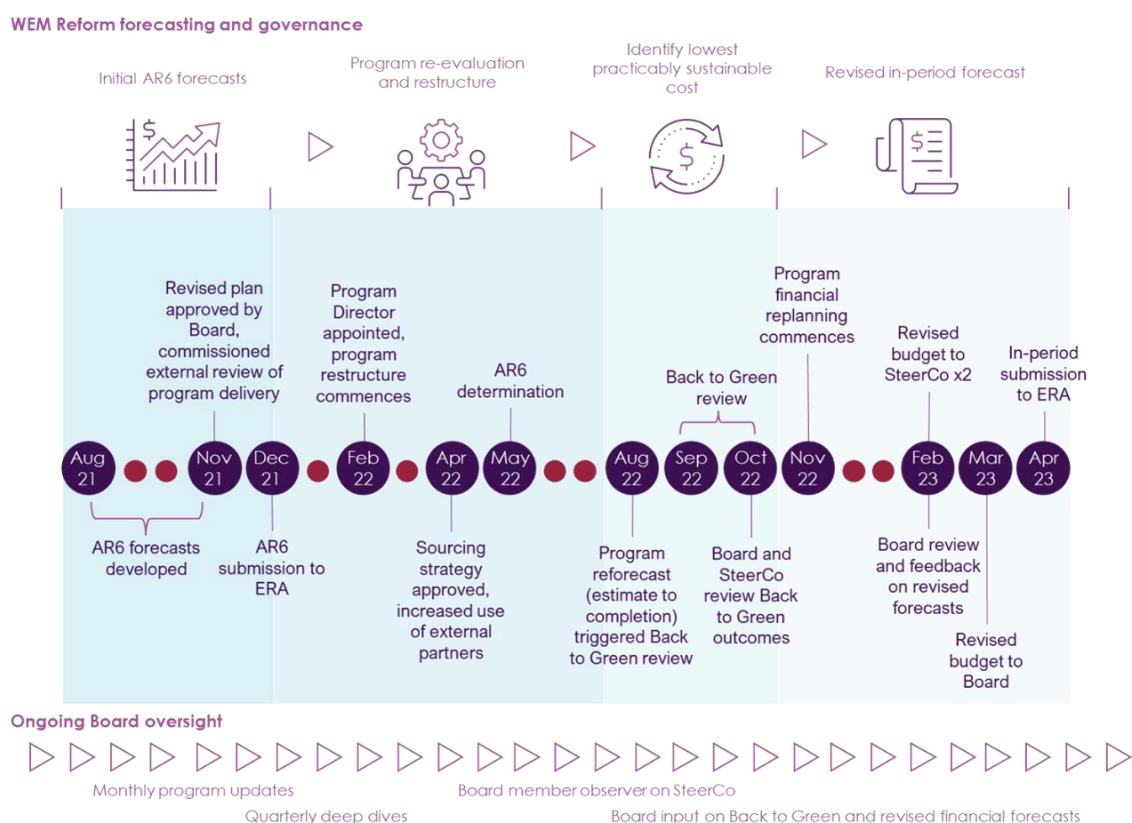 WEM Reform forecasting and governance
Initial AR6 forecasts
Program re-evaluation
and restructure
Identify lowest
practicably sustainable
cost
Revised in-period forecast
$
$
$
Revised plan
approved by
Board,
commissioned
external review of
program delivery
Program
Director
appointed,
program
restructure
commences
AR6
determination
Back to Green
review
Program
financial
replanning
commences
Revised
budget to
SteerCo x2
In-period
submission
to ERA
Aug
21
Nov
21
Dec
21
Feb
22
Apr
22
May
22
Aug
22
Sep
22
Oct
22
Nov
22
Feb
23
Mar
23
Apr
23
AR6 forecasts
developed
AR6
submission to
ERA
Sourcing
strategy
approved,
increased use
of external
partners
Program
reforecast
(estimate to
completion)
triggered Back
to Green review
Board and
SteerCo
review Back
to Green
outcomes
Board review
and feedback
on revised
forecasts
Revised
budget to
Board
Ongoing Board oversight
Monthly program updates
Quarterly deep dives
Board member observer on SteerCo
Board input on Back to Green and revised financial forecasts